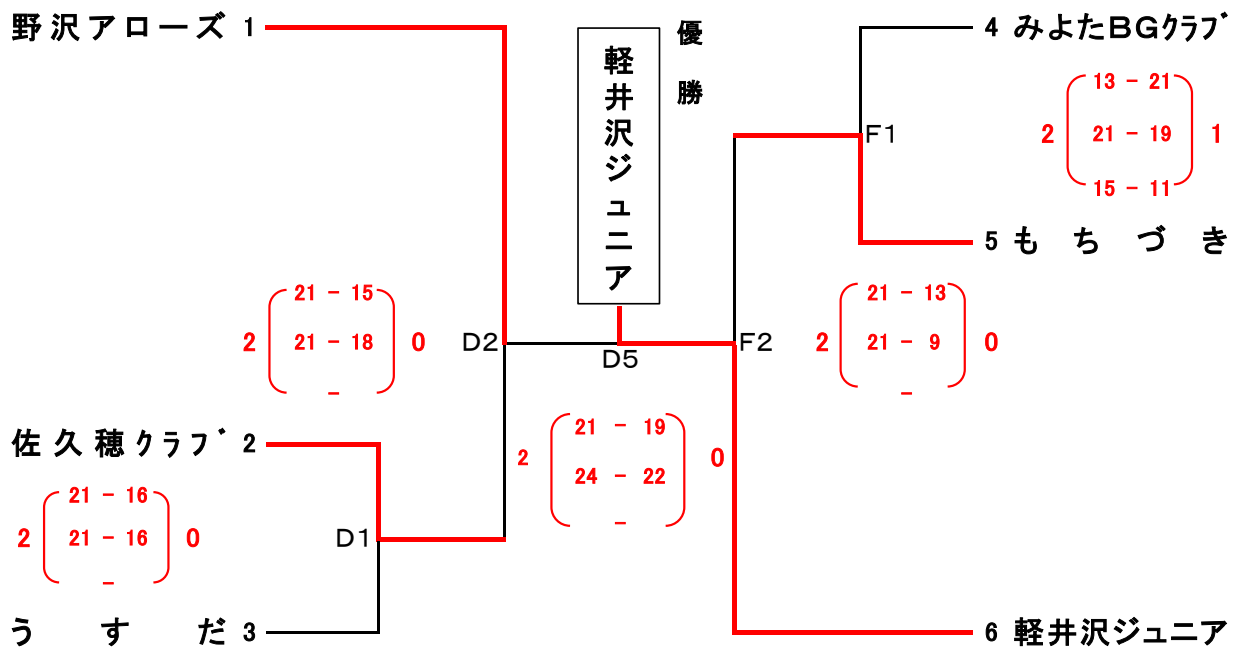 野沢アローズ 1
優勝
軽井沢ジュニア
4 みよたBGクラブ
13 - 21
2 21 - 19 1
15 - 11
F1
5 もちづき
21 - 15
2 21 - 18 0
-
D2
D5
F2
21 - 13
2 21 - 9 0
-
21 - 19
2 24 - 22 0
-
佐久穂クラブ 2
21 - 16
2 21 - 16 0
-
D1
うすだ 3
6 軽井沢ジュニア